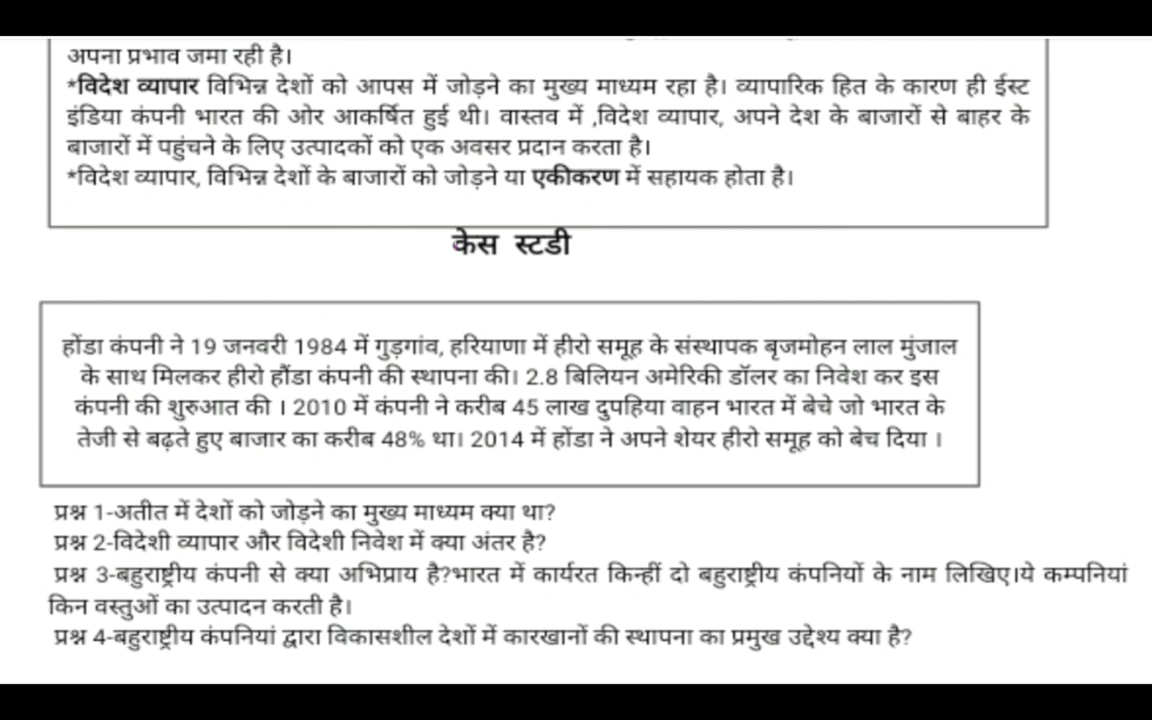 अपना प्रभाव जमा रही है।
*विदेश व्यापार विभिन्न देशों को आपस में जोड़ने का मुख्य माध्यम रहा है। व्यापारिक हित के कारण ही ईस्ट
इंडिया कंपनी भारत की ओर आकर्षित हुई थी। वास्तव में ,विदेश व्यापार, अपने देश के बाजारों से बाहर के
बाजारों में पहुंचने के लिए उत्पादकों को एक अवसर प्रदान करता है।
*विदेश व्यापार, विभिन्न देशों के बाजारों को जोड़ने या एकीकरण में सहायक होता है।
केस स्टडी
होंडा कंपनी ने 19 जनवरी 1984 में गुड़गांव, हरियाणा में हीरो समूह के संस्थापक बृजमोहन लाल मुंजाल
के साथ मिलकर हीरो हौंडा कंपनी की स्थापना की। 2.8 बिलियन अमेरिकी डॉलर का निवेश कर इस
कंपनी की शुरुआत की । 2010 में कंपनी ने करीब 45 लाख दुपहिया वाहन भारत में बेचे जो भारत के
तेजी से बढ़ते हुए बाजार का करीब 48% था। 2014 में होंडा ने अपने शेयर हीरो समूह को बेच दिया ।
प्रश्न 1-अतीत में देशों को जोड़ने का मुख्य माध्यम क्या था?
प्रश्न 2-विदेशी व्यापार और विदेशी निवेश में क्या अंतर है?
प्रश्न 3-बहुराष्ट्रीय कंपनी से क्या अभिप्राय है?भारत में कार्यरत किन्हीं दो बहुराष्ट्रीय कंपनियों के नाम लिखिए।ये कम्पनियां
किन वस्तुओं का उत्पादन करती है।
प्रश्न 4-बहुराष्ट्रीय कंपनियां द्वारा विकासशील देशों में कारखानों की स्थापना का प्रमुख उद्देश्य क्या है?